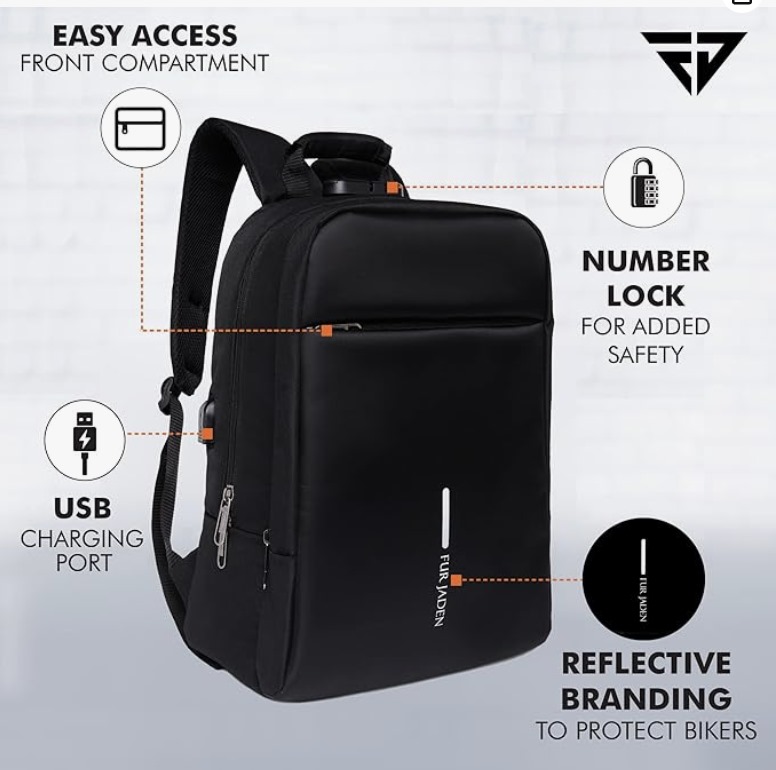 EASY ACCESS
FRONT COMPARTMENT
NUMBER
LOCK
FOR ADDED
SAFETY
USB
CHARGING
PORT
FUR JADEN
FUR JADEN
REFLECTIVE
BRANDING
TO PROTECT BIKERS